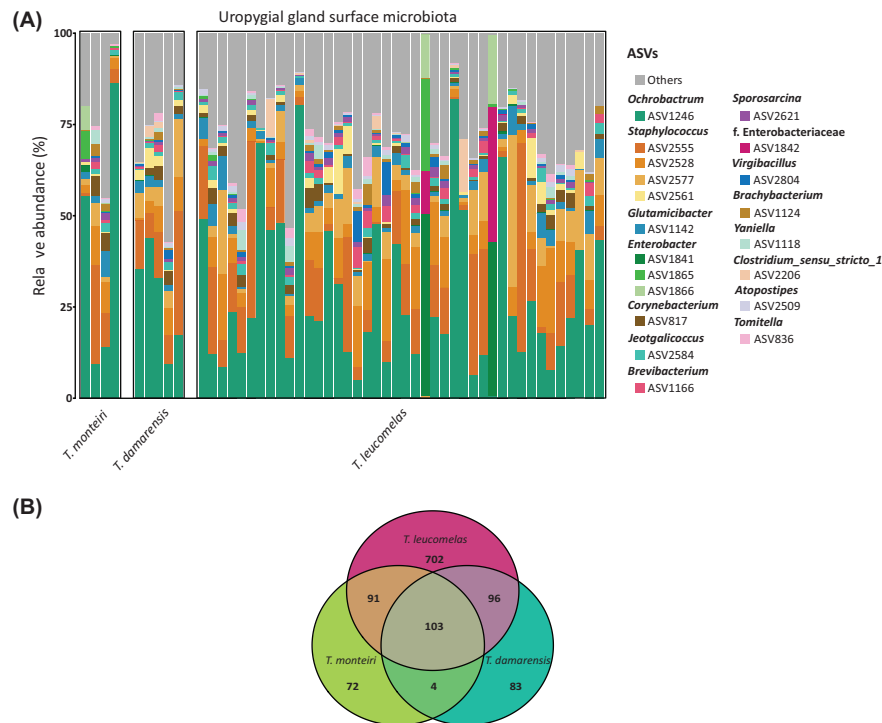 (A)
Uropygial gland surface microbiota
Rela ve abundance (%)
100
75
50
25
0
T. monteiri
T. damarensis
T. leucomelas
ASVs
Others
Ochrobactrum
ASV1246
Staphylococcus
ASV2555
ASV2528
ASV2577
ASV2561
Glutamicibacter
ASV1142
Enterobacter
ASV1841
ASV1865
ASV1866
Corynebacterium
ASV817
Jeotgalicoccus
ASV2584
Brevibacterium
ASV1166
Sporosarcina
ASV2621
f. Enterobacteriaceae
ASV1842
Virgibacillus
ASV2804
Brachybacterium
ASV1124
Yaniella
ASV1118
Clostridium_sensu_stricto_1
ASV2206
Atopostipes
ASV2509
Tomitella
ASV836
(B)
T. leucomelas
702
91
96
103
T. monteiri
T. damarensis
72
4
83